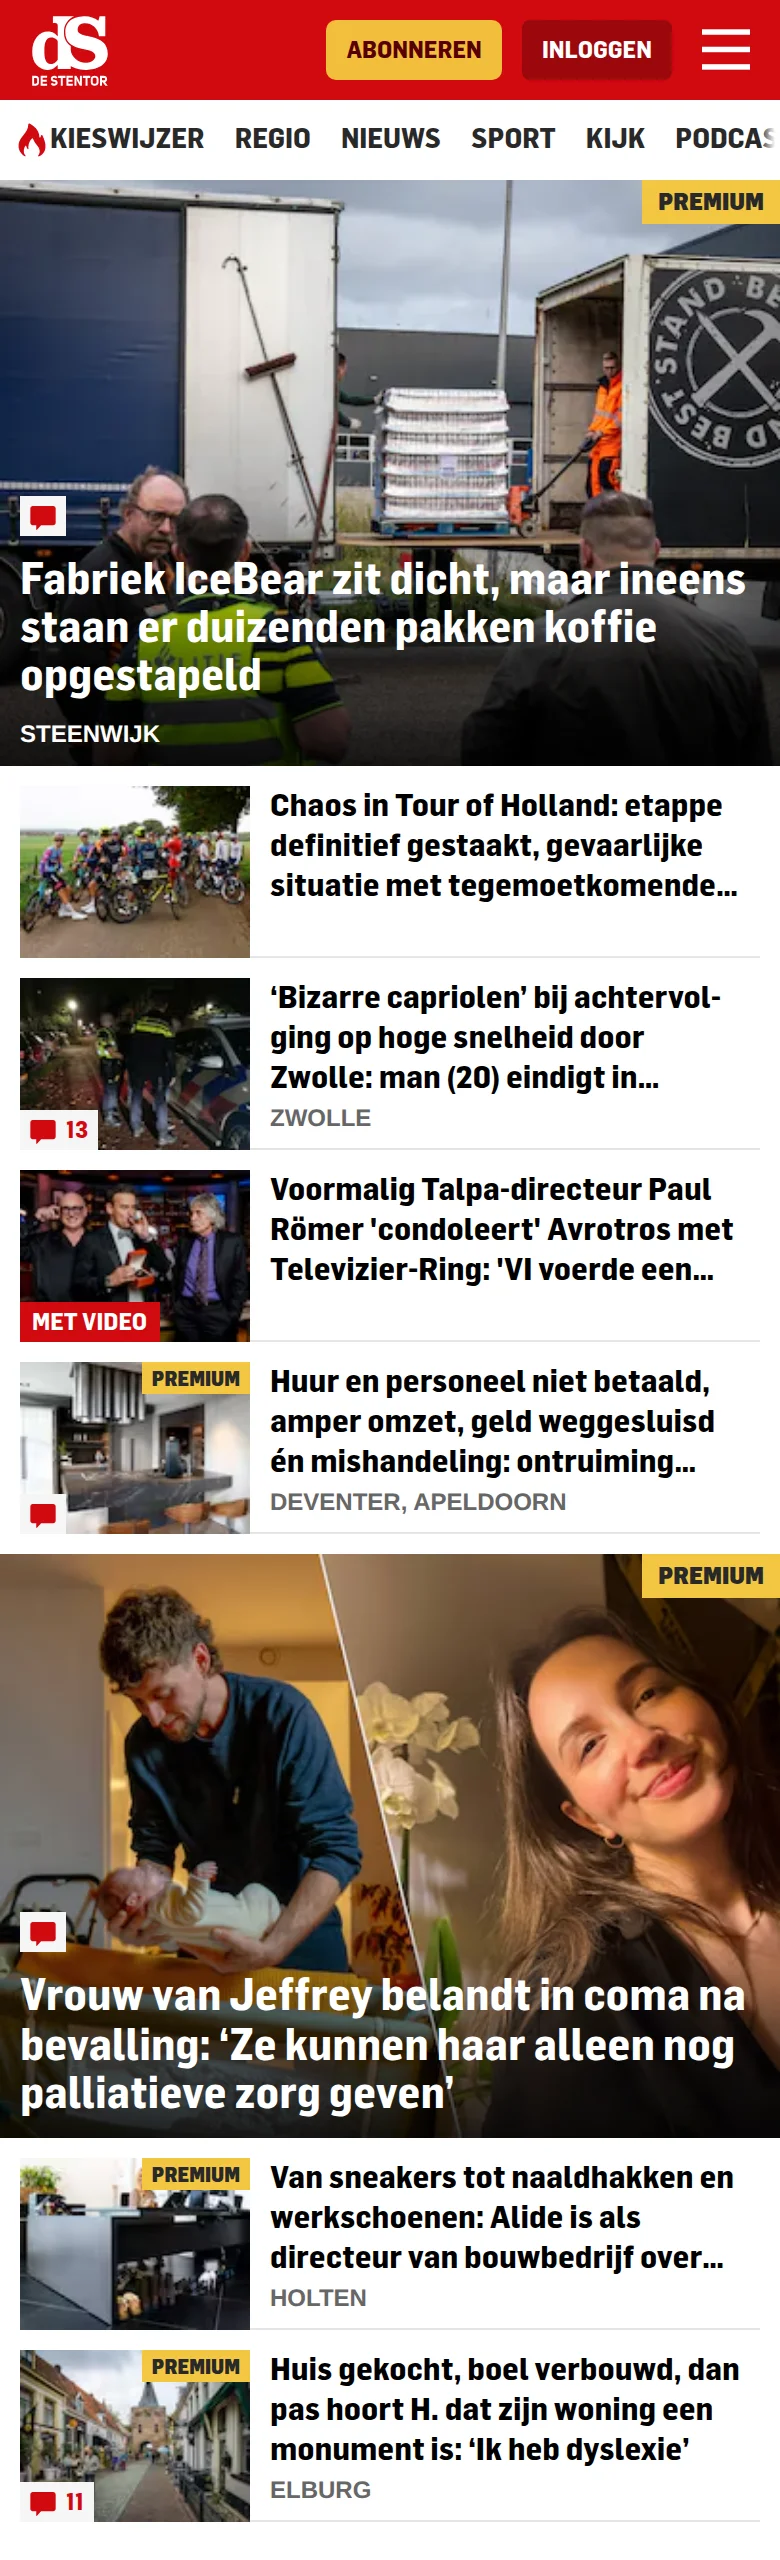 dS
DE STENTOR
ABONNEREN
INLOGGEN
KIESWIJZER REGIO NIEUWS SPORT KIJK PODCAS
PREMIUM
STAND BE
ND BEST
Fabriek IceBear zit dicht, maar ineens
staan er duizenden pakken koffie
opgestapeld
STEENWIJK
Chaos in Tour of Holland: etappe
definitief gestaakt, gevaarlijke
situatie met tegemoetkomende...
‘Bizarre capriolen’ bij achtervol-
ging op hoge snelheid door
Zwolle: man (20) eindigt in...
13
ZWOLLE
Voormalig Talpa-directeur Paul
Römer 'condoleert' Avrotros met
Televizier-Ring: 'VI voerde een...
MET VIDEO
PREMIUM
Huur en personeel niet betaald,
amper omzet, geld weggesluisd
én mishandeling: ontruiming...
DEVENTER, APELDOORN
PREMIUM
Vrouw van Jeffrey belandt in coma na
bevalling: ‘Ze kunnen haar alleen nog
palliatieve zorg geven’
PREMIUM
Van sneakers tot naaldhakken en
werkschoenen: Alide is als
directeur van bouwbedrijf over...
HOLTEN
PREMIUM
Huis gekocht, boel verbouwd, dan
pas hoort H. dat zijn woning een
monument is: ‘Ik heb dyslexie’
11
ELBURG